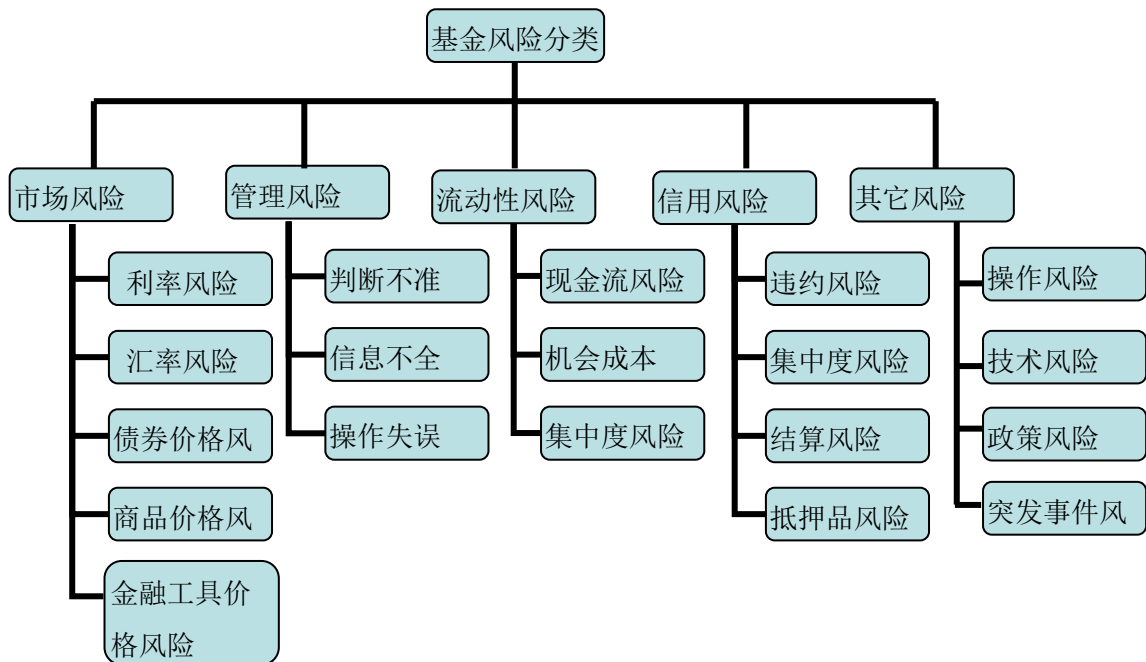 基金风险分类
市场风险
管理风险
流动性风险
信用风险
其它风险
利率风险
汇率风险
债券价格风
商品价格风
金融工具价
格风险
判断不准
信息不全
操作失误
现金流风险
机会成本
集中度风险
违约风险
集中度风险
结算风险
抵押品风险
操作风险
技术风险
政策风险
突发事件风